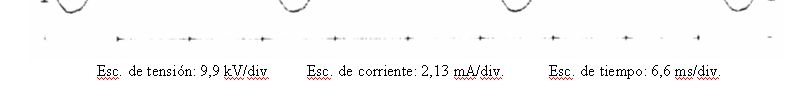 Esc. de tensión: 9,9 kV/div Esc. de corriente: 2,13 mA/div. Esc. de tiempo: 6,6 ms/div.